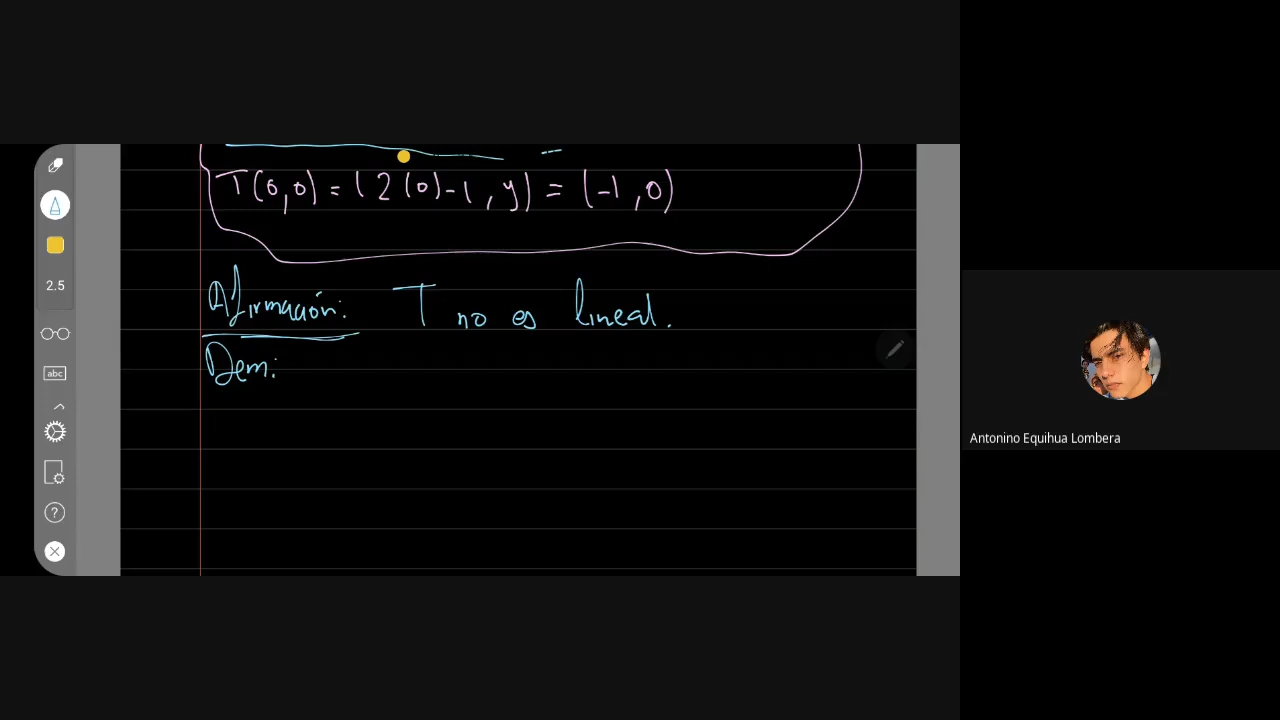 T(0,0) = (2(0)-1, y) = (-1, 0)
Afirmación: T no es lineal.
Dem:
2.5
abc
?
Antonino Equihua Lombera